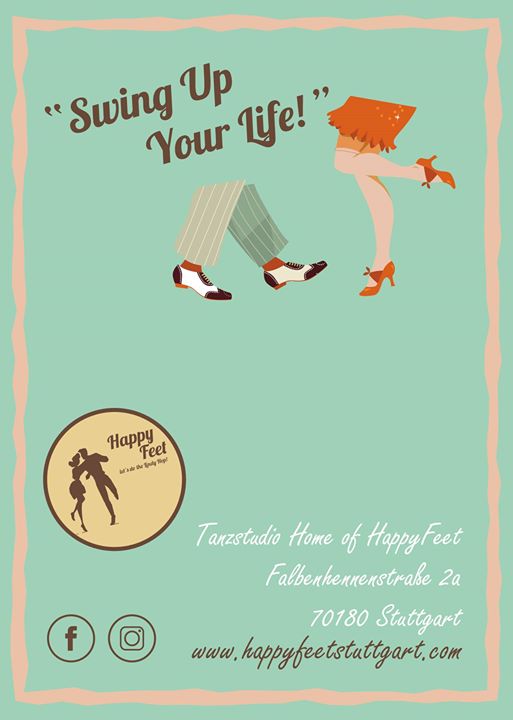 “Swing Up
Your Life!”
Happy
Feet
let's do the Lindy Hop!
Tanzstudio Home of HappyFeet
Falbenhennenstraße 2a
70180 Stuttgart
www.happyfeetstuttgart.com